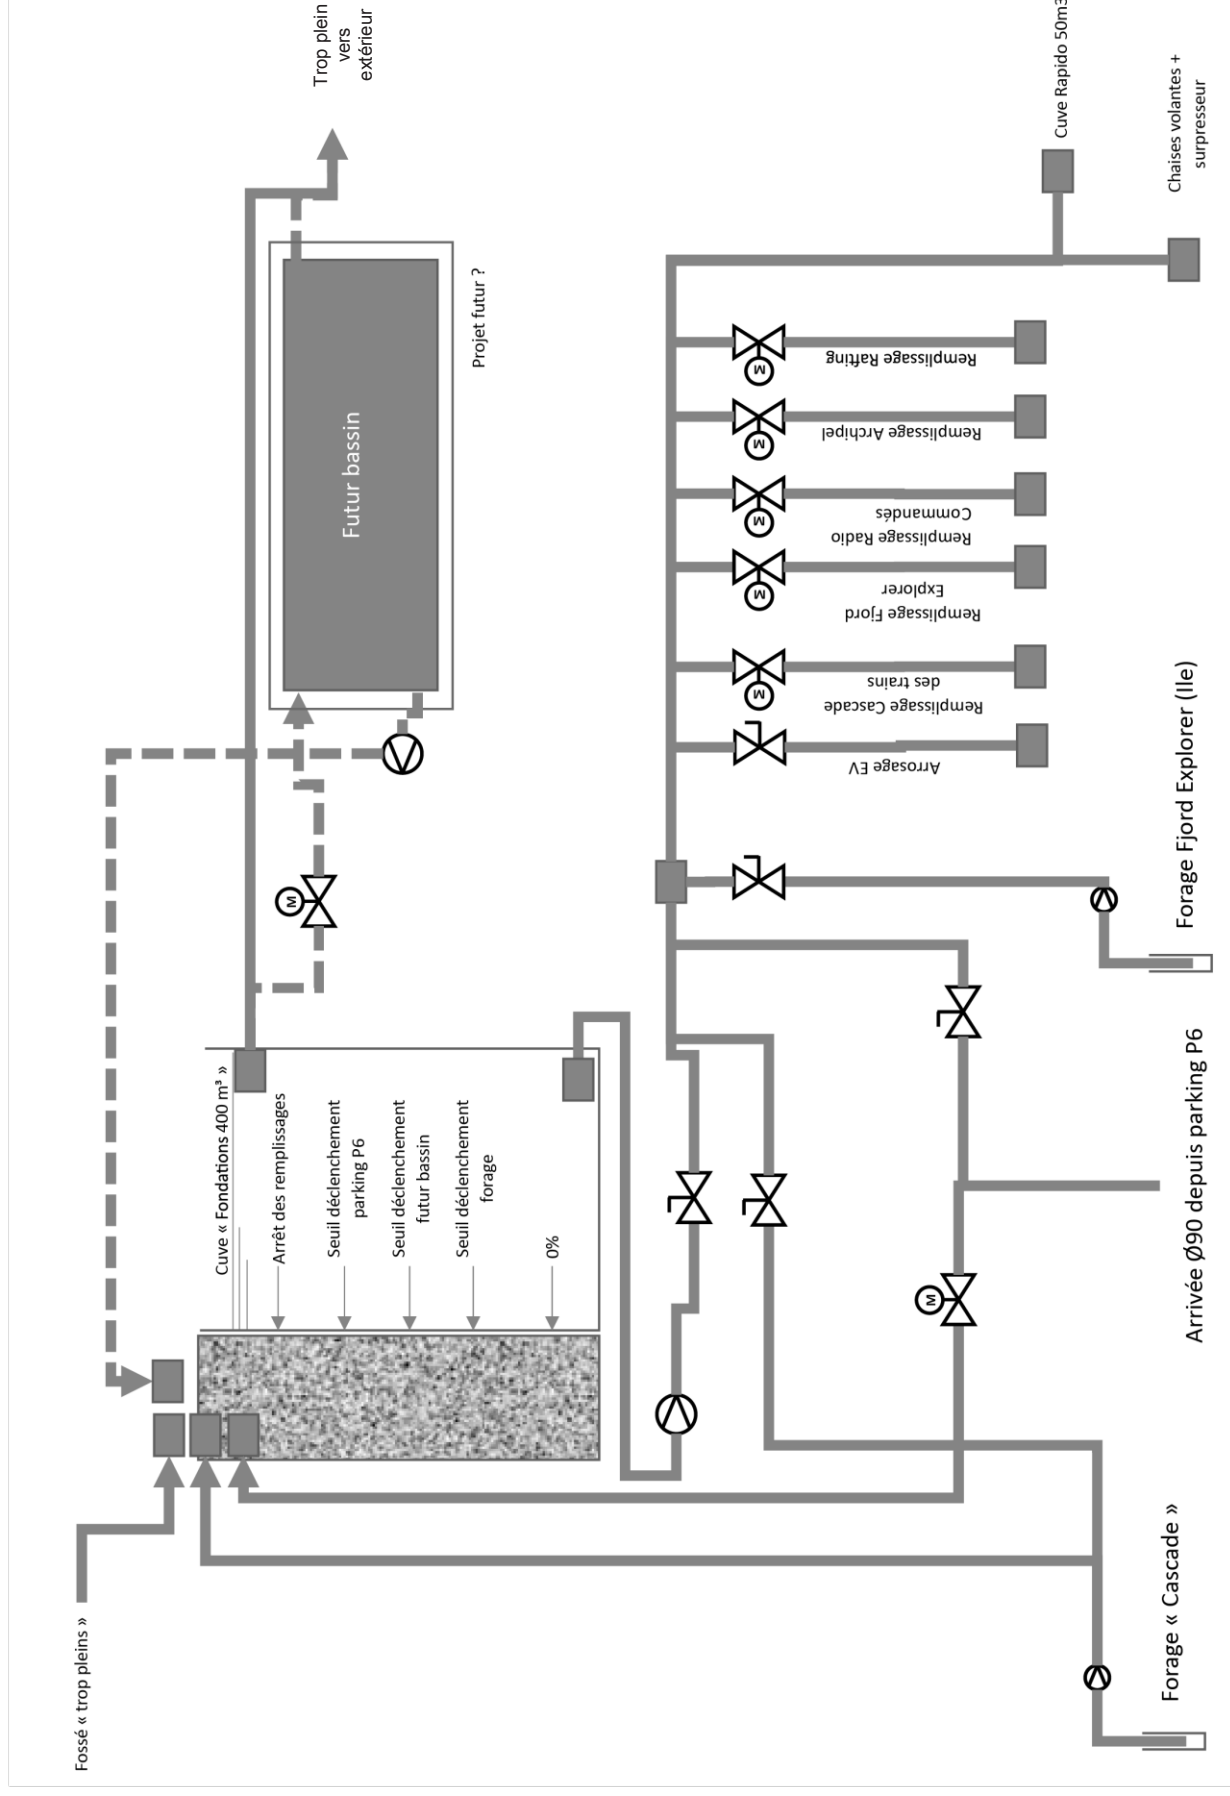 Fossé « trop pleins »
Cuve « Fondations 400 m³ »
Arrêt des remplissages
Seuil déclenchement
parking P6
Seuil déclenchement
futur bassin
Seuil déclenchement
forage
0%
Trop plein
vers
extérieur
Futur bassin
Projet futur ?
M
Forage « Cascade »
Arrivée Ø90 depuis parking P6
M
Forage Fjord Explorer (Ile)
Arrosage EV
Remplissage Cascade
des trains
M
Remplissage Fjord
Explorer
M
Remplissage Radio
Commandés
M
Remplissage Archipel
M
Remplissage Rafting
M
Cuve Rapido 50m3
Chaises volantes +
surpresseur